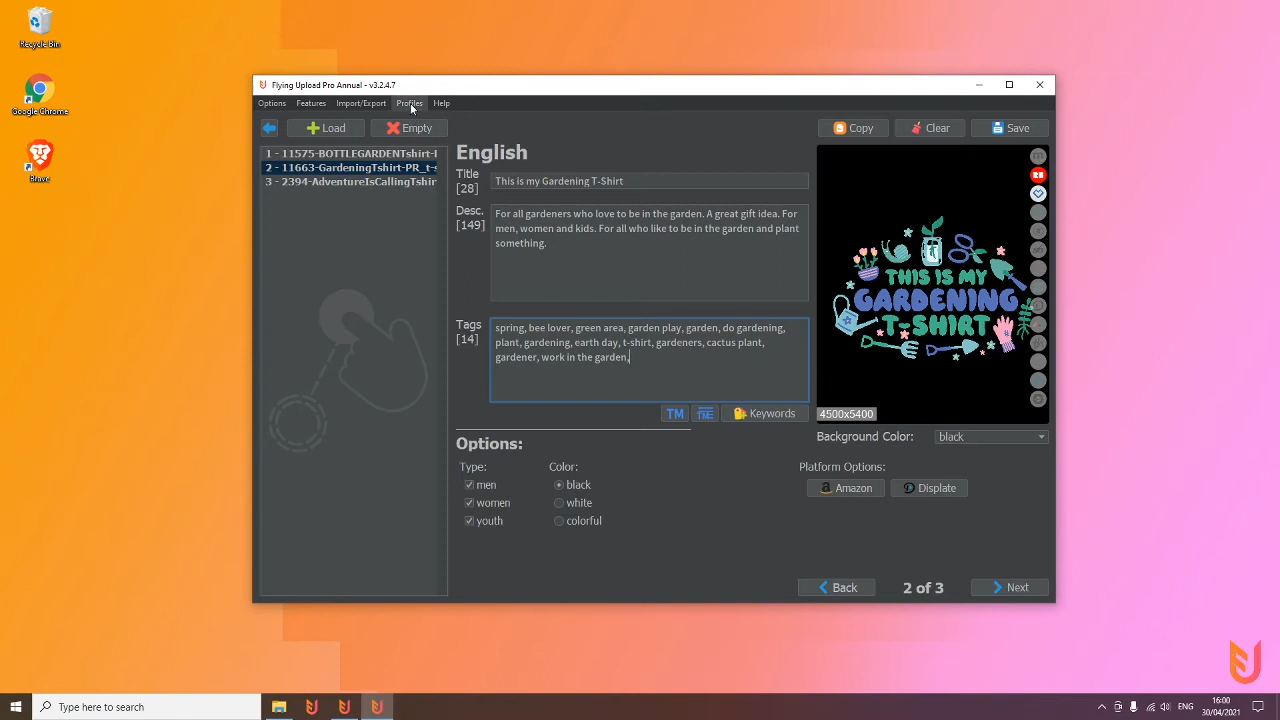 Recycle Bin
Google Chrome
Brave
Flying Upload Pro Annual - v3.2.4.7
Options Features Import/Export Profiles Help
Load Empty Copy Clear Save
1 - 11575-BOTTLEGARDENTshirt-
2 - 11663-GardeningTshirt-PR_t-s
3 - 2394-AdventureIsCallingTshir
English
Title
[28]
This is my Gardening T-Shirt
Desc.
[149]
For all gardeners who love to be in the garden. A great gift idea. For
men, women and kids. For all who like to be in the garden and plant
something.
Tags
[14]
spring, bee lover, green area, garden play, garden, do gardening,
plant, gardening, earth day, t-shirt, gardeners, cactus plant,
gardener, work in the garden,
TM Keywords
THIS IS MY
GARDENING
T-SHIRT
4500x5400
Background Color: black
Options:
Type: Color:
men black
women white
youth colorful
Platform Options:
Amazon Displate
Back 2 of 3 Next
Type here to search
ENG
16:00
30/04/2021